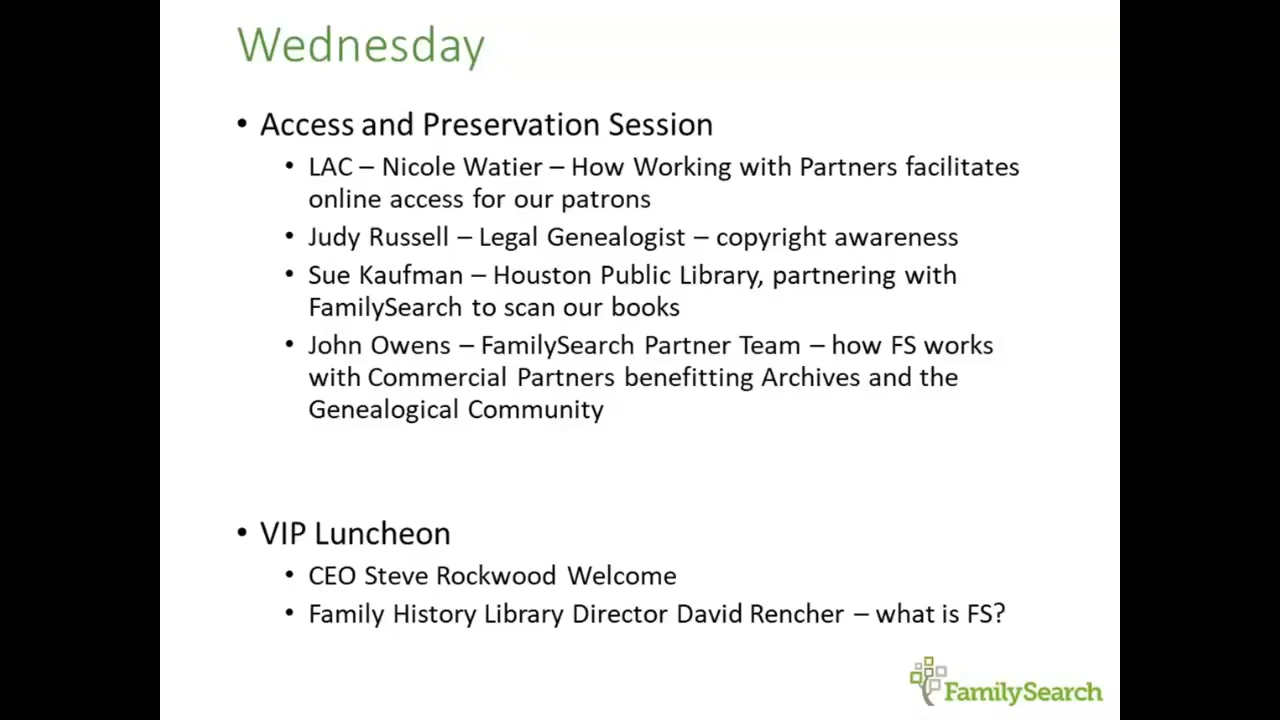 Wednesday
• Access and Preservation Session
• LAC – Nicole Watier – How Working with Partners facilitates
online access for our patrons
• Judy Russell – Legal Genealogist – copyright awareness
• Sue Kaufman – Houston Public Library, partnering with
FamilySearch to scan our books
• John Owens – FamilySearch Partner Team – how FS works
with Commercial Partners benefitting Archives and the
Genealogical Community
• VIP Luncheon
• CEO Steve Rockwood Welcome
• Family History Library Director David Rencher – what is FS?
FamilySearch